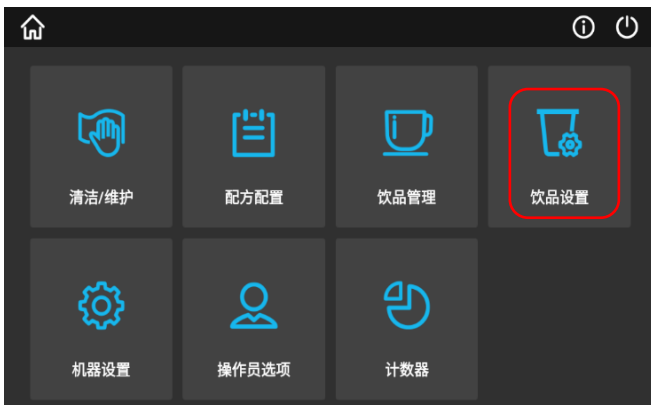 清洁/维护
配方配置
饮品管理
饮品设置
机器设置
操作员选项
计数器